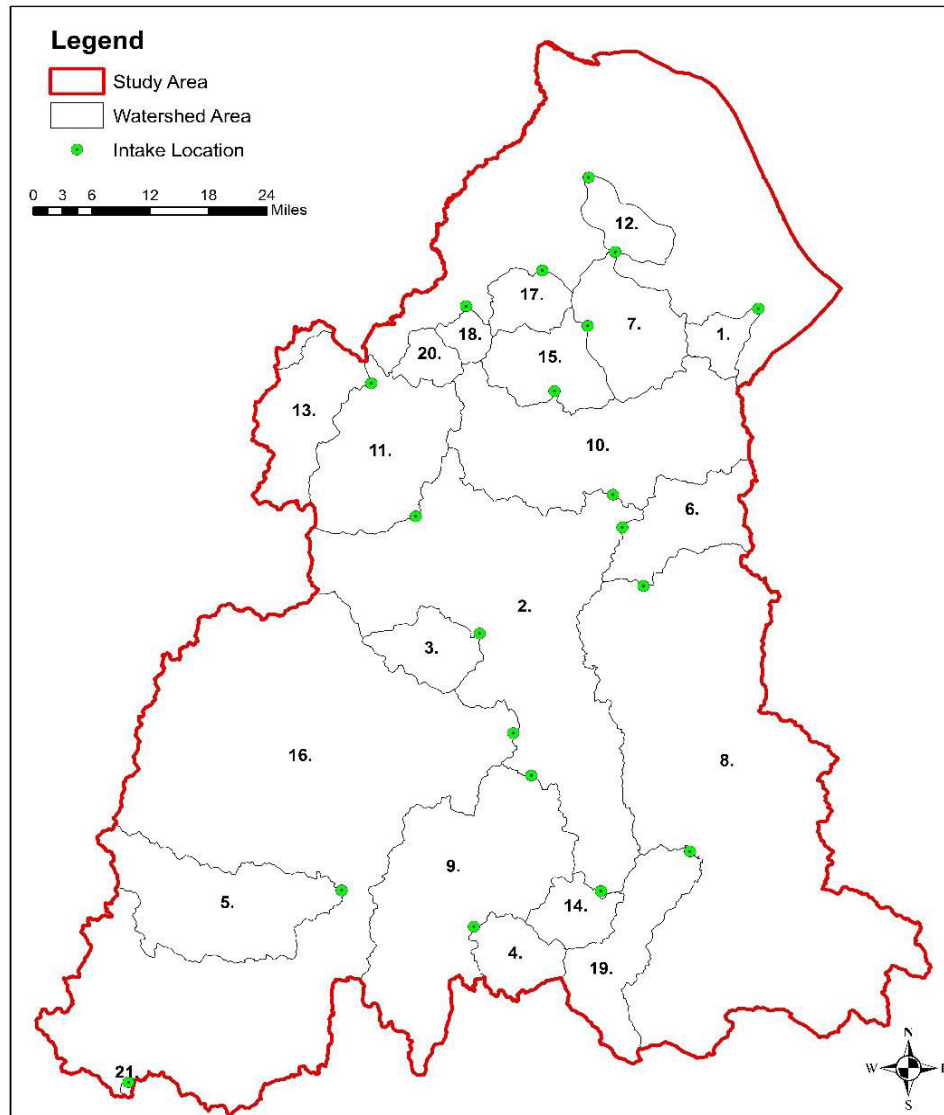 Legend
Study Area
Watershed Area
Intake Location
0 3 6 12 18 24
Miles
12.
17.
7.
1.
18.
20.
15.
13.
11.
10.
6.
2.
3.
16.
8.
9.
5.
14.
4.
19.
21
N
W E
S